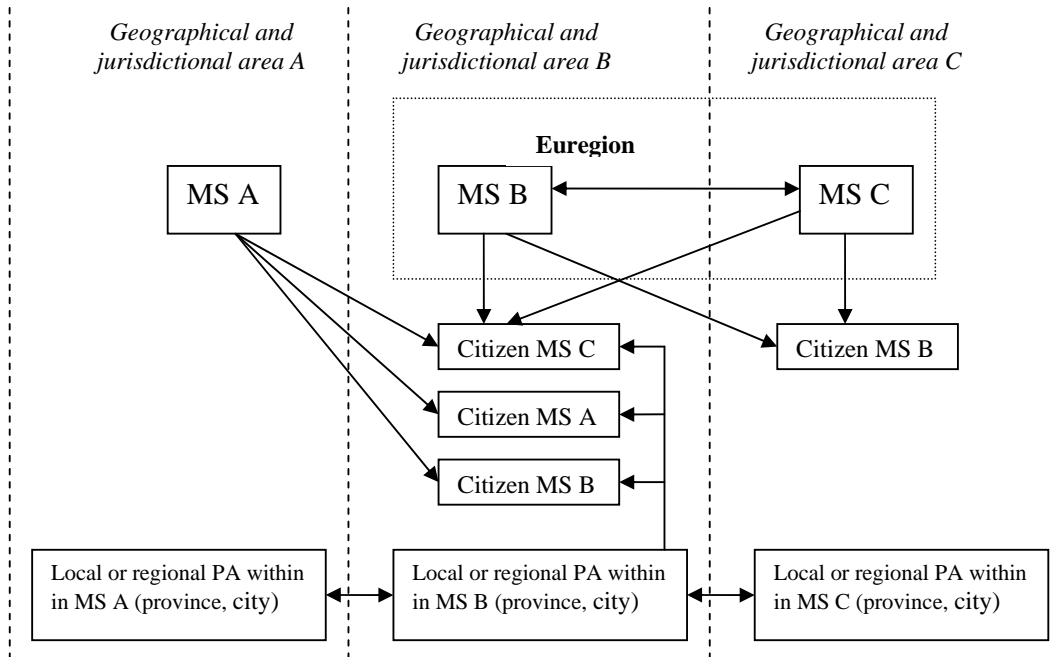 Geographical and
jurisdictional area A
Geographical and
jurisdictional area B
Geographical and
jurisdictional area C
Euregion
MS A
MS B
MS C
Citizen MS C
Citizen MS B
Citizen MS A
Citizen MS B
Local or regional PA within
in MS A (province, city)
Local or regional PA within
in MS B (province, city)
Local or regional PA within
in MS C (province, city)